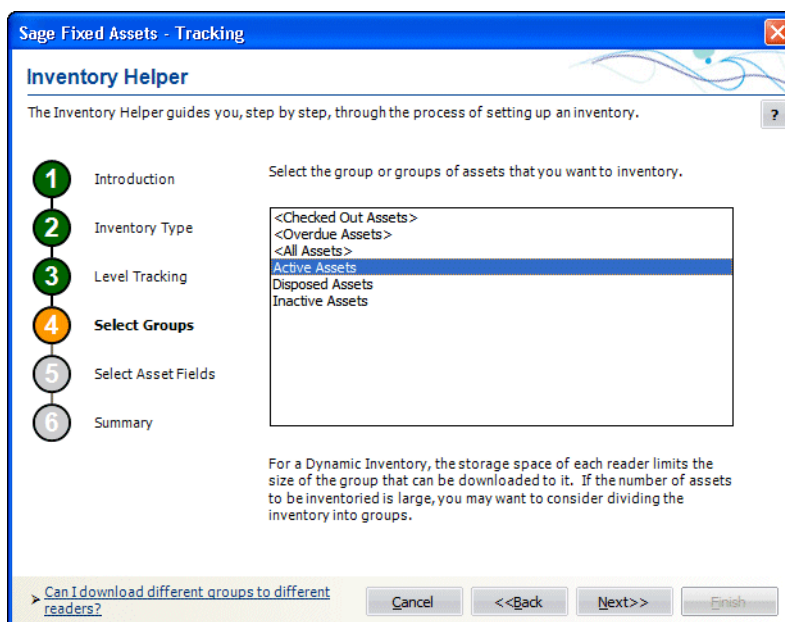 Sage Fixed Assets - Tracking
Inventory Helper
The Inventory Helper guides you, step by step, through the process of setting up an inventory.
?
1 Introduction
2 Inventory Type
3 Level Tracking
4 Select Groups
5 Select Asset Fields
6 Summary
Select the group or groups of assets that you want to inventory.
<Checked Out Assets>
<Overdue Assets>
<All Assets>
Active Assets
Disposed Assets
Inactive Assets
For a Dynamic Inventory, the storage space of each reader limits the
size of the group that can be downloaded to it. If the number of assets
to be inventoried is large, you may want to consider dividing the
inventory into groups.
Can I download different groups to different
readers?
Cancel
<<Back
Next>>
Finish